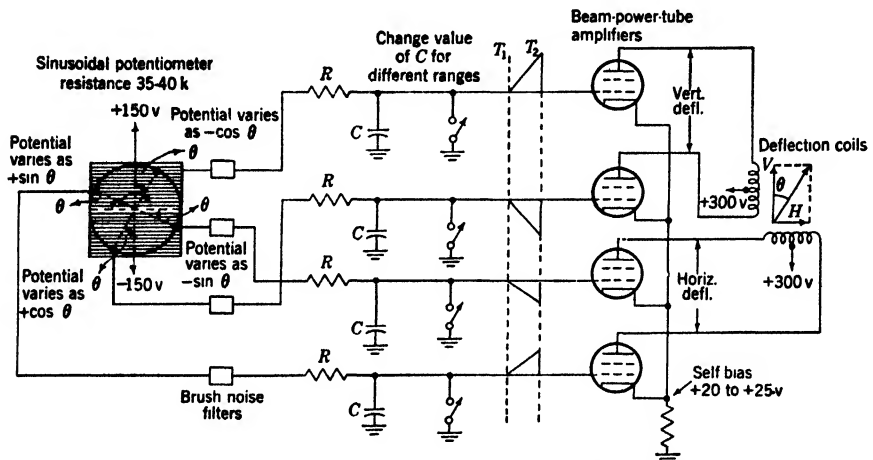 Beam-power-tube
amplifiers
Change value
of C for
different ranges
T₁
T₂
Sinusoidal potentiometer
resistance 35-40 k
+150 v
Potential varies
as −cos θ
Potential
varies as
+sin θ
θ
θ
θ
θ
Potential
varies as
+cos θ
−150 v
Potential
varies as
−sin θ
R
C
R
C
R
C
R
C
Brush noise
filters
Vert.
defl.
Deflection coils
V
θ
H
+300 v
Horiz.
defl.
+300 v
Self bias
+20 to +25-v